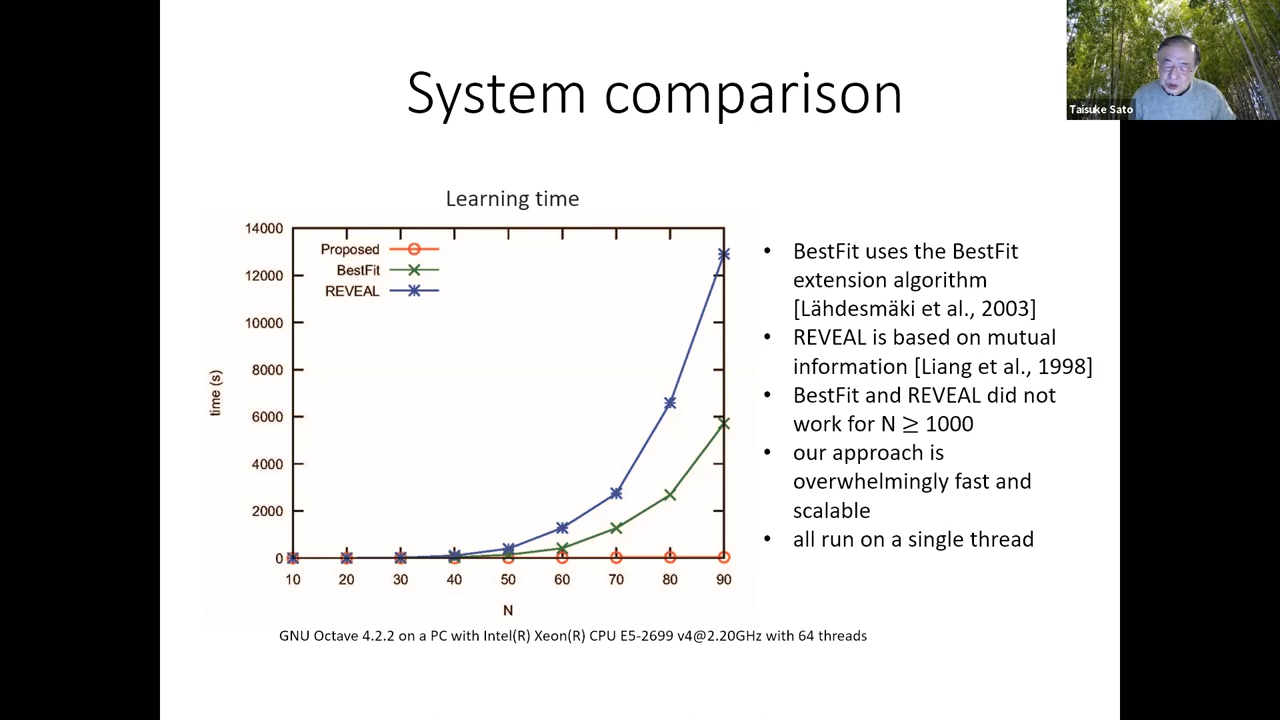 System comparison
Taisuke Sato
Learning time
14000
12000
10000
8000
6000
4000
2000
0
time (s)
Proposed
BestFit
REVEAL
10 20 30 40 50 60 70 80 90
N
• BestFit uses the BestFit
extension algorithm
[Lähdesmäki et al., 2003]
• REVEAL is based on mutual
information [Liang et al., 1998]
• BestFit and REVEAL did not
work for N ≥ 1000
• our approach is
overwhelmingly fast and
scalable
• all run on a single thread
GNU Octave 4.2.2 on a PC with Intel(R) Xeon(R) CPU E5-2699 v4@2.20GHz with 64 threads